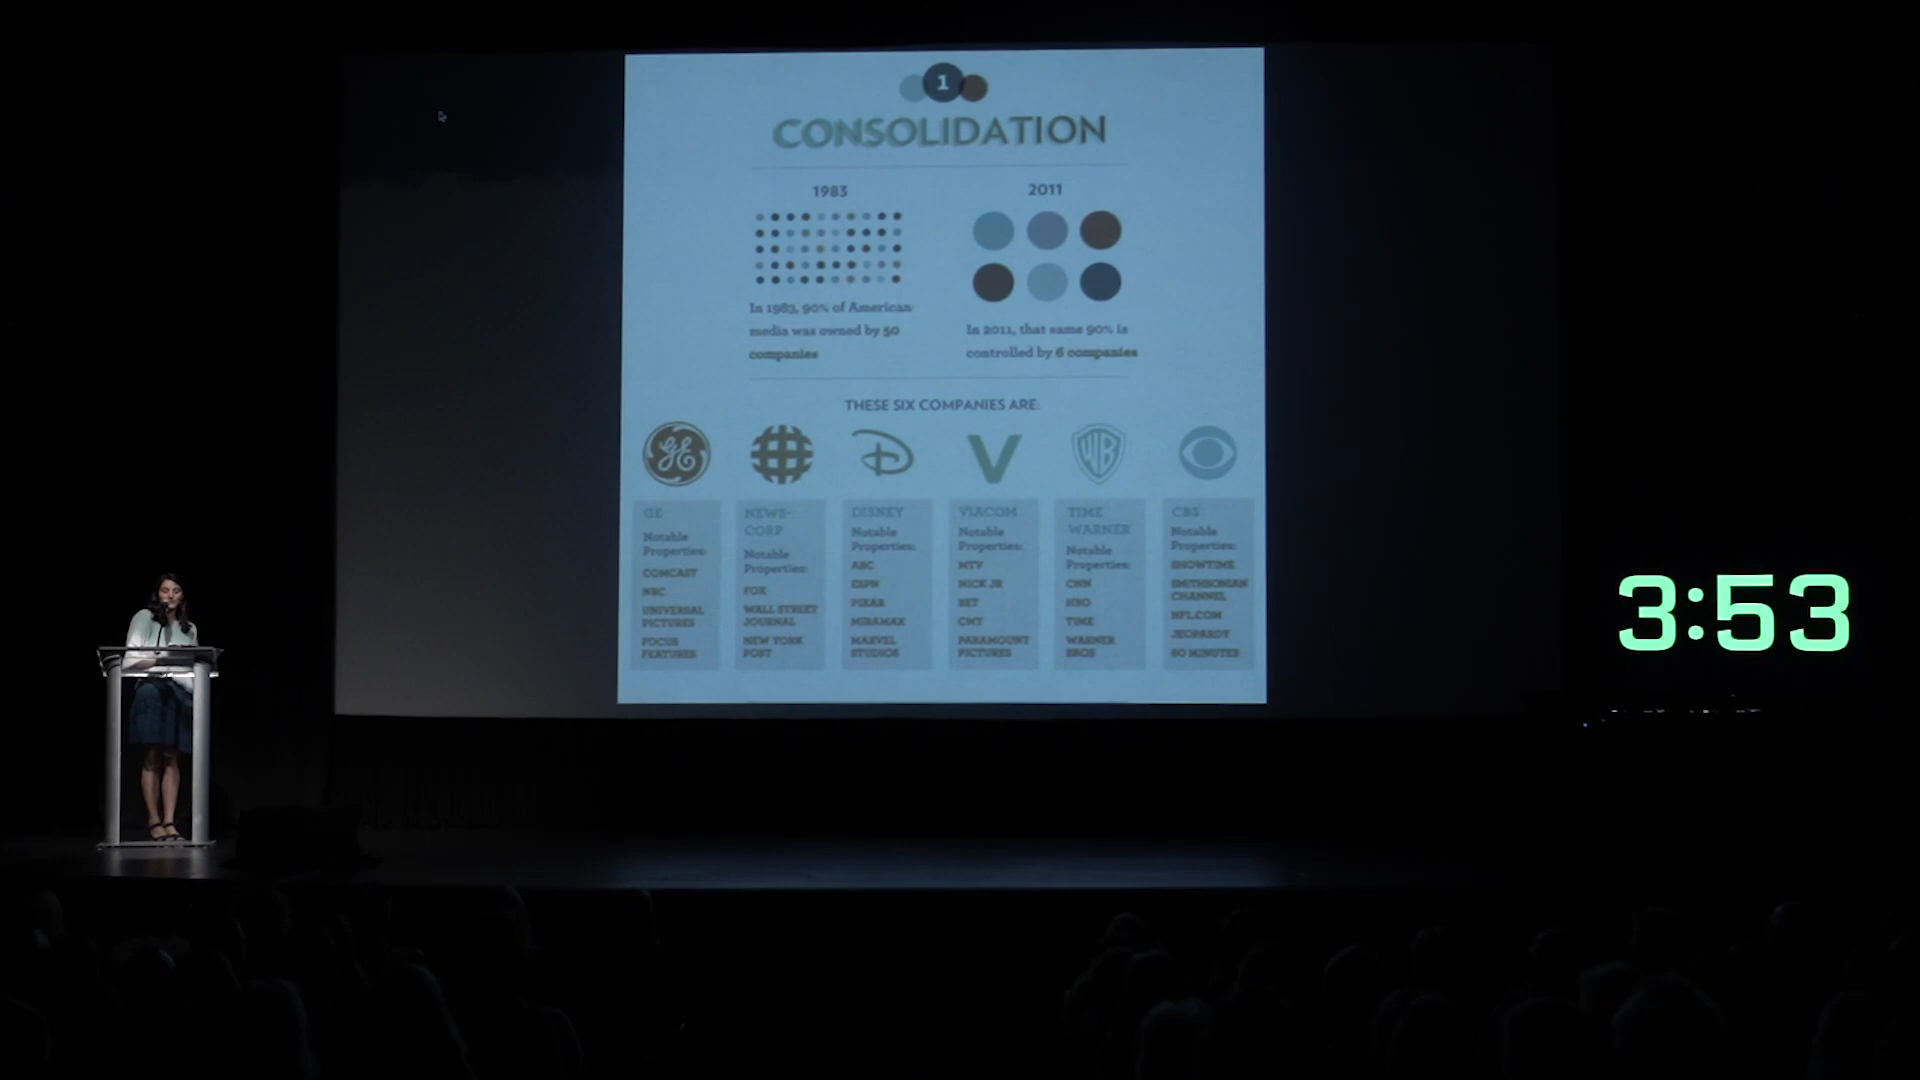 1
CONSOLIDATION
1983
2011
In 1983, 90% of American
media was owned by 50
companies
In 2011, that same 90% is
controlled by 6 companies
THESE SIX COMPANIES ARE:
GE
V
WB
GE
Notable
Properties:
COMCAST
NBC
UNIVERSAL
PICTURES
FOCUS
FEATURES
NEWS-
CORP
Notable
Properties:
FOX
WALL STREET
JOURNAL
NEW YORK
POST
DISNEY
Notable
Properties:
ABC
ESPN
PIXAR
MIRAMAX
MARVEL
STUDIOS
VIACOM
Notable
Properties:
MTV
NICK JR
BET
CMT
PARAMOUNT
PICTURES
TIME
WARNER
Notable
Properties:
CNN
HBO
TIME
WARNER
BROS
CBS
Notable
Properties:
SHOWTIME
SMITHSONIAN
CHANNEL
NFL.COM
JEOPARDY
60 MINUTES
3:53